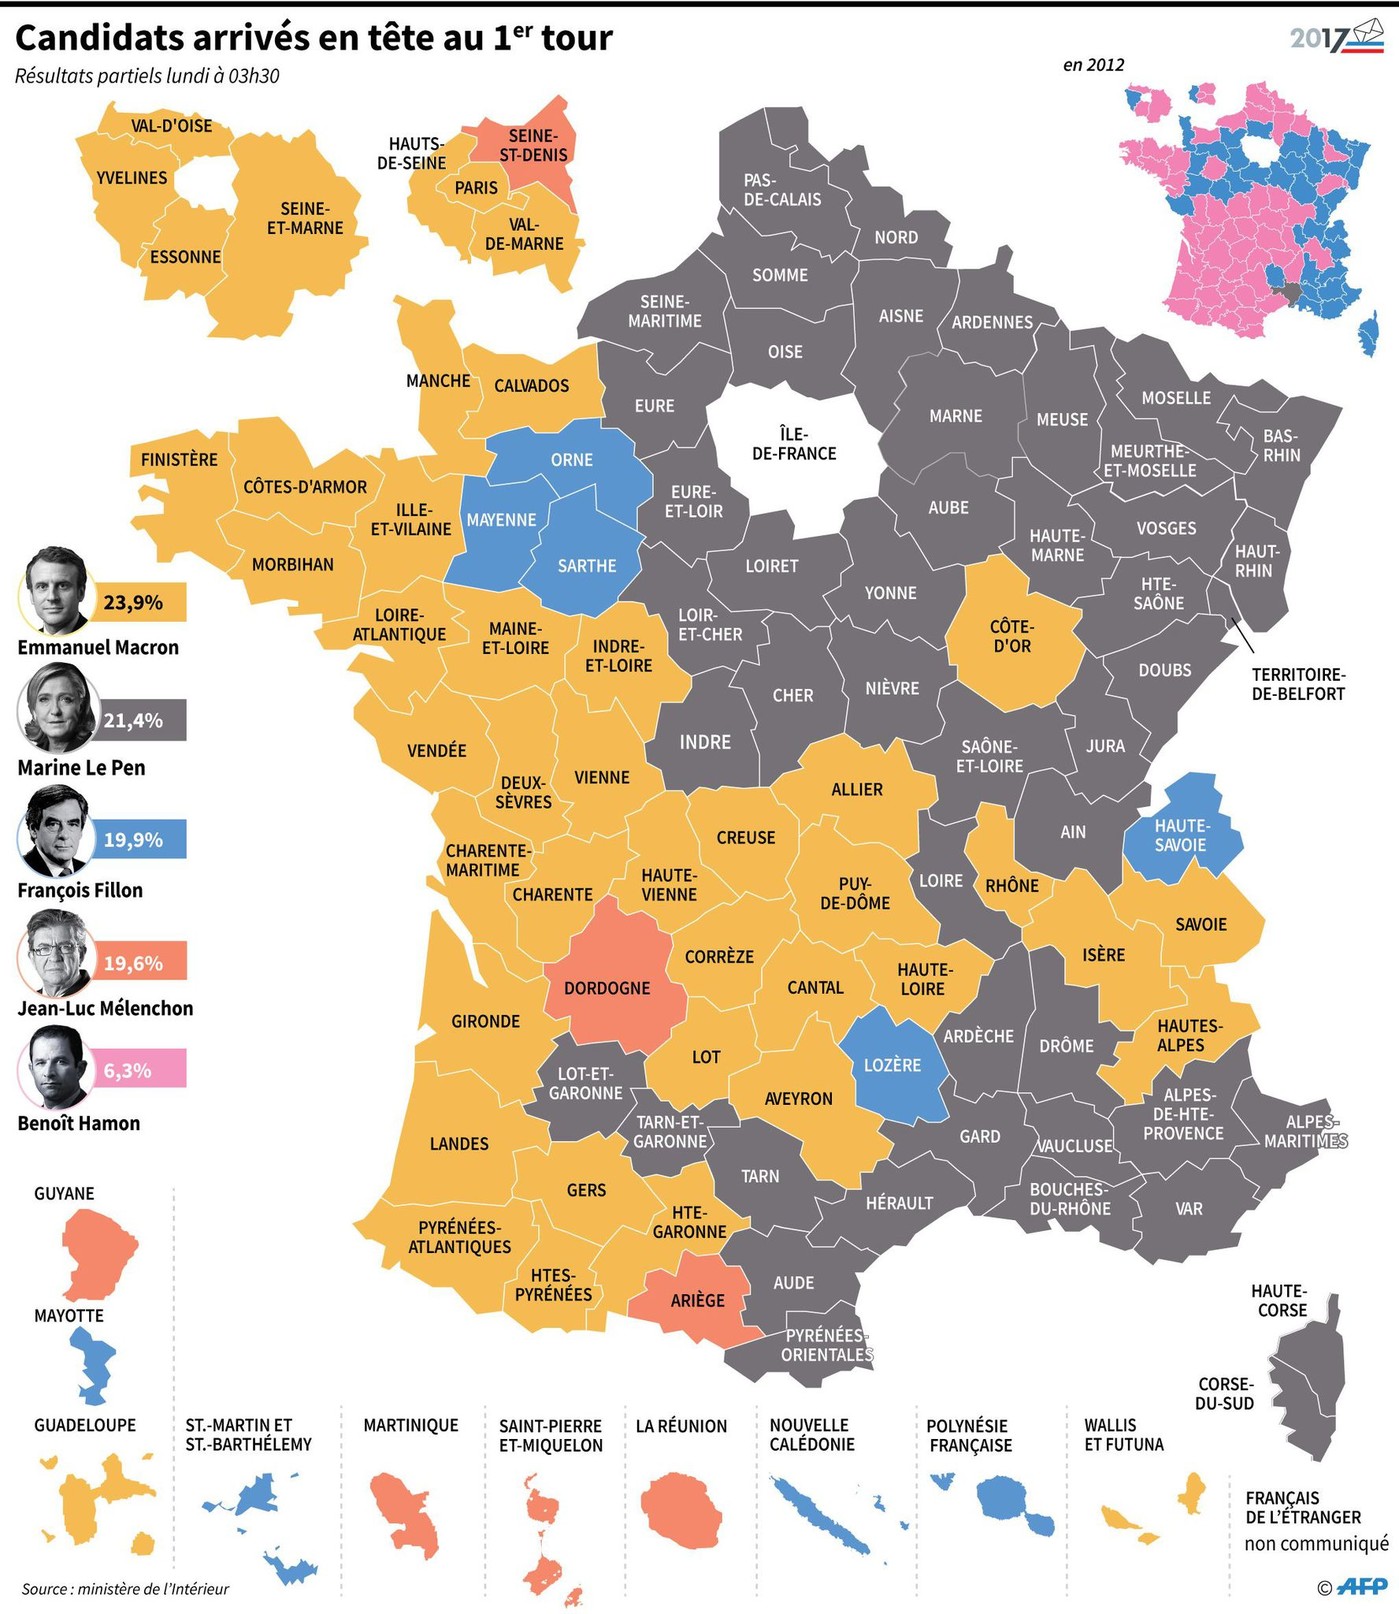 Candidats arrivés en tête au 1er tour
Résultats partiels lundi à 03h30
2017
en 2012
VAL-D'OISE
YVELINES
SEINE-
ET-MARNE
ESSONNE
HAUTS-
DE-SEINE
SEINE-
ST-DENIS
PARIS
VAL-
DE-MARNE
PAS-
DE-CALAIS
NORD
SOMME
SEINE-
MARITIME
AISNE
ARDENNES
OISE
MANCHE
CALVADOS
EURE
MARNE
MEUSE
MOSELLE
ÎLE-
DE-FRANCE
BAS-
RHIN
MEURTHE-
ET-MOSELLE
FINISTÈRE
CÔTES-D'ARMOR
ORNE
ILLE-
ET-VILAINE
MAYENNE
EURE-
ET-LOIR
AUBE
VOSGES
HAUTE-
MARNE
HAUT-
RHIN
MORBIHAN
SARTHE
LOIRET
YONNE
HTE-
SAÔNE
LOIRE-
ATLANTIQUE
MAINE-
ET-LOIRE
INDRE-
ET-LOIRE
LOIR-
ET-CHER
CÔTE-
D'OR
DOUBS
TERRITOIRE-
DE-BELFORT
CHER
NIÈVRE
INDRE
SAÔNE-
ET-LOIRE
JURA
VENDÉE
DEUX-
SÈVRES
VIENNE
ALLIER
CREUSE
AIN
HAUTE-
SAVOIE
CHARENTE-
MARITIME
CHARENTE
HAUTE-
VIENNE
PUY-
DE-DÔME
LOIRE
RHÔNE
SAVOIE
CORRÈZE
ISÈRE
DORDOGNE
CANTAL
HAUTE-
LOIRE
GIRONDE
ARDÈCHE
DRÔME
HAUTES-
ALPES
LOT
LOZÈRE
LOT-ET-
GARONNE
AVEYRON
ALPES-
DE-HTE-
PROVENCE
ALPES-
MARITIMES
LANDES
TARN-ET-
GARONNE
GARD
VAUCLUSE
TARN
GERS
HÉRAULT
BOUCHES-
DU-RHÔNE
VAR
PYRÉNÉES-
ATLANTIQUES
HTE-
GARONNE
HTES-
PYRÉNÉES
ARIÈGE
AUDE
PYRÉNÉES-
ORIENTALES
HAUTE-
CORSE
CORSE-
DU-SUD
23,9%
Emmanuel Macron
21,4%
Marine Le Pen
19,9%
François Fillon
19,6%
Jean-Luc Mélenchon
6,3%
Benoît Hamon
GUYANE
MAYOTTE
GUADELOUPE
ST.-MARTIN ET
ST.-BARTHÉLEMY
MARTINIQUE
SAINT-PIERRE
ET-MIQUELON
LA RÉUNION
NOUVELLE
CALÉDONIE
POLYNÉSIE
FRANÇAISE
WALLIS
ET FUTUNA
FRANÇAIS
DE L'ÉTRANGER
non communiqué
Source : ministère de l'Intérieur
© AFP